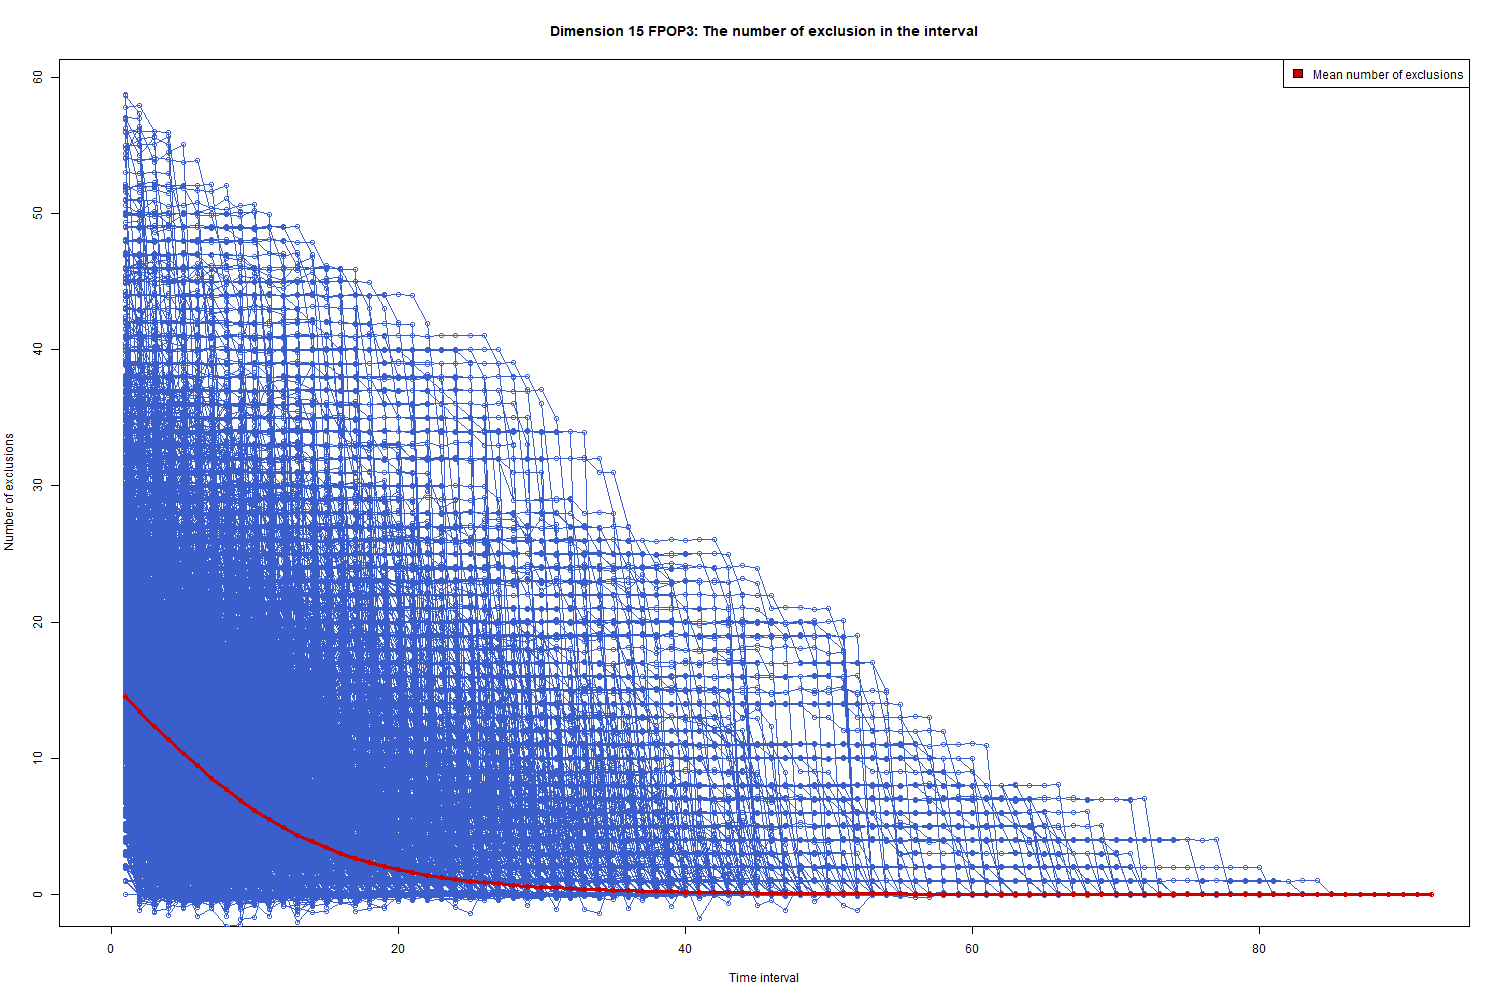 Dimension 15 FPOP3: The number of exclusion in the interval
Mean number of exclusions
Number of exclusions
60
50
40
30
20
10
0
0 20 40 60 80
Time interval